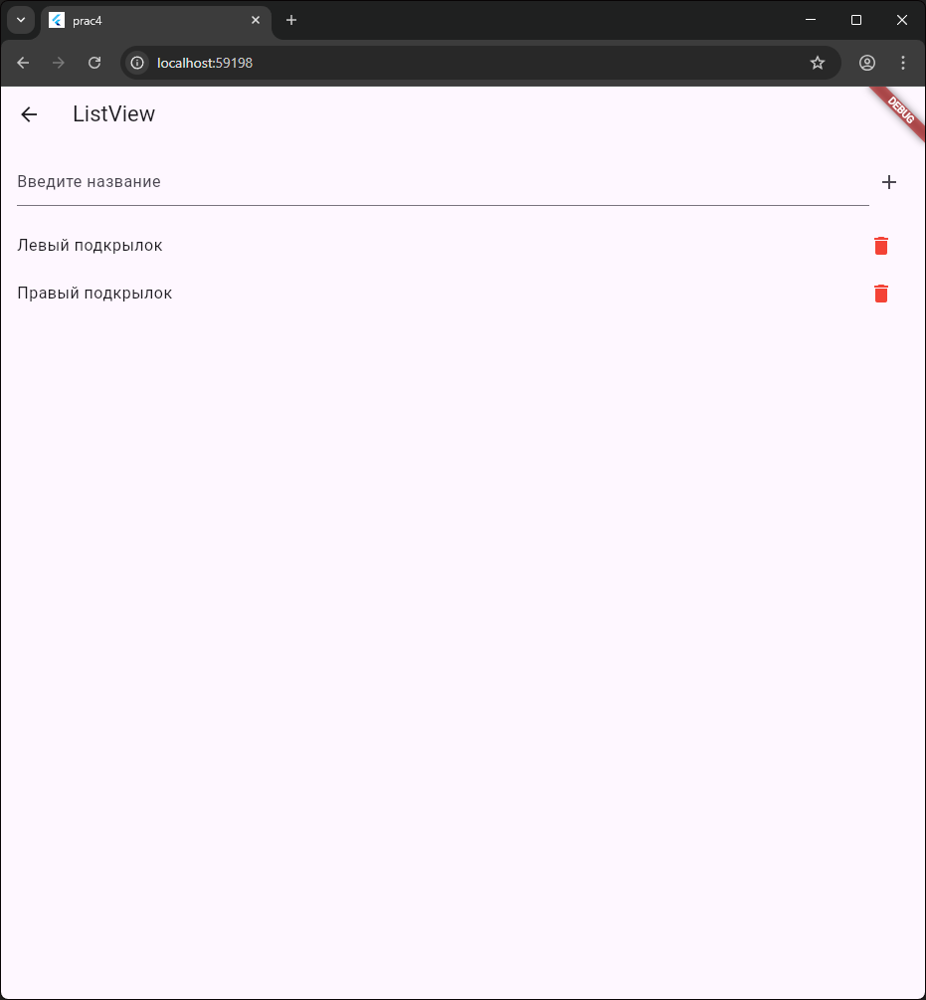 prac4
localhost:59198
ListView
DEBUG
Введите название
Левый подкрылок
Правый подкрылок